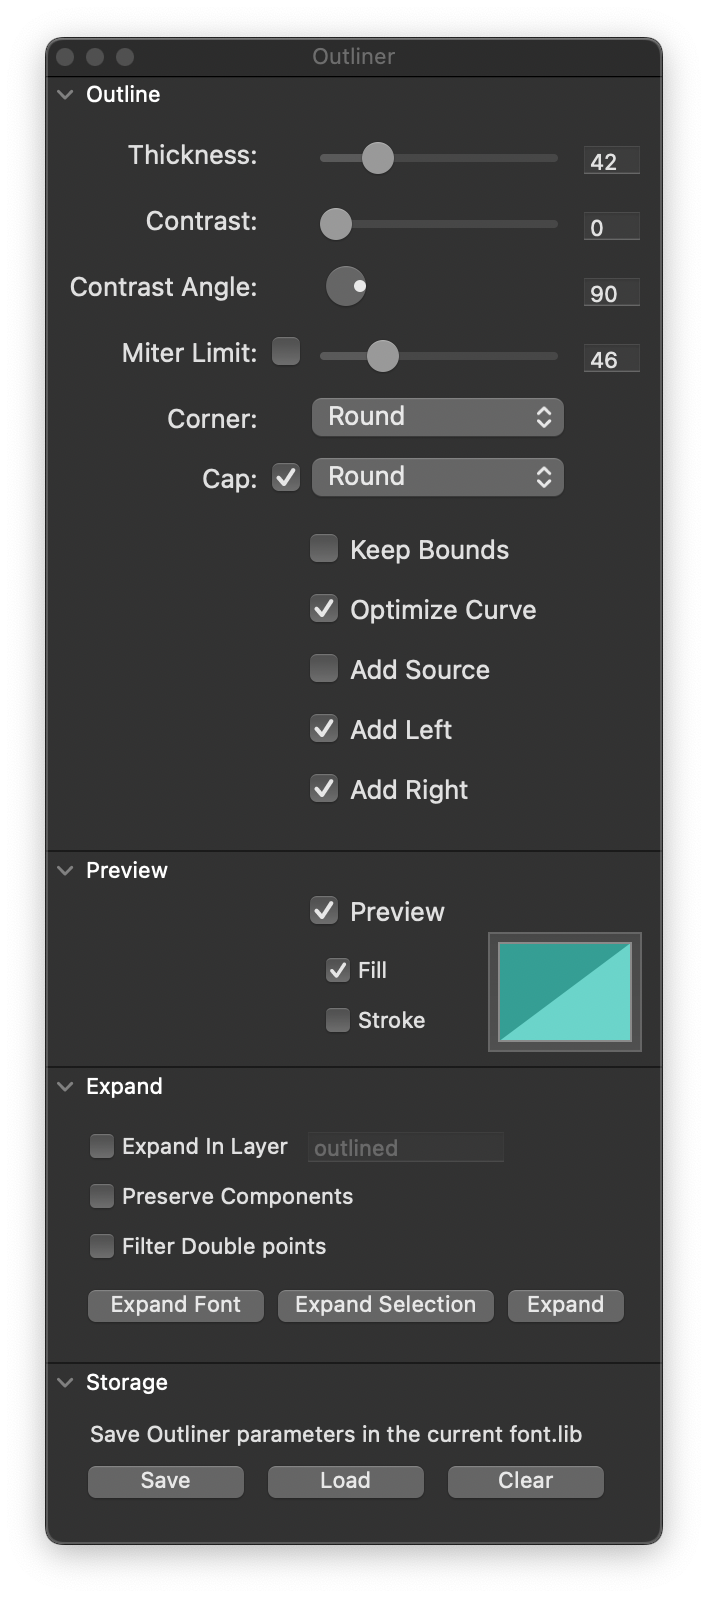 Outliner
Outline
Thickness: 42
Contrast: 0
Contrast Angle: 90
Miter Limit: 46
Corner: Round
Cap: Round
Keep Bounds
Optimize Curve
Add Source
Add Left
Add Right
Preview
Preview
Fill
Stroke
Expand
Expand In Layer outlined
Preserve Components
Filter Double points
Expand Font Expand Selection Expand
Storage
Save Outliner parameters in the current font.lib
Save Load Clear